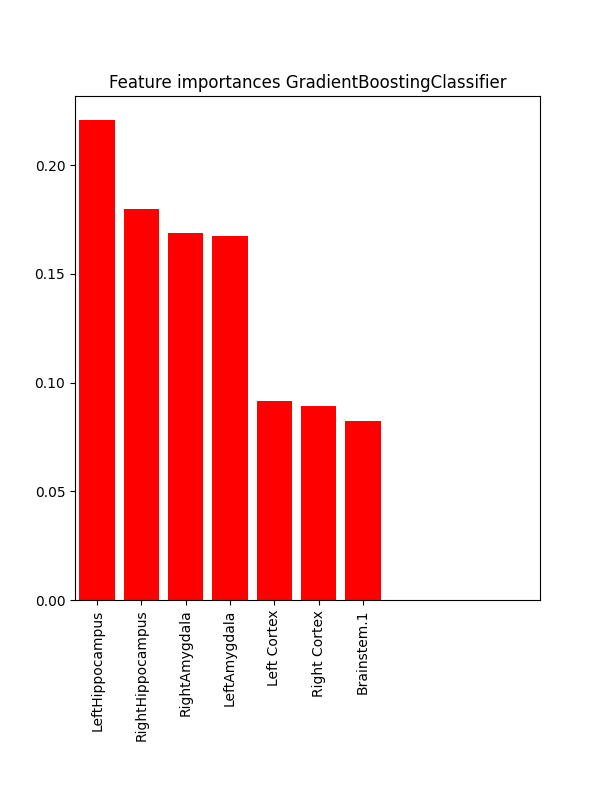 Feature importances GradientBoostingClassifier
0.20
0.15
0.10
0.05
0.00
LeftHippocampus
RightHippocampus
RightAmygdala
LeftAmygdala
Left Cortex
Right Cortex
Brainstem.1